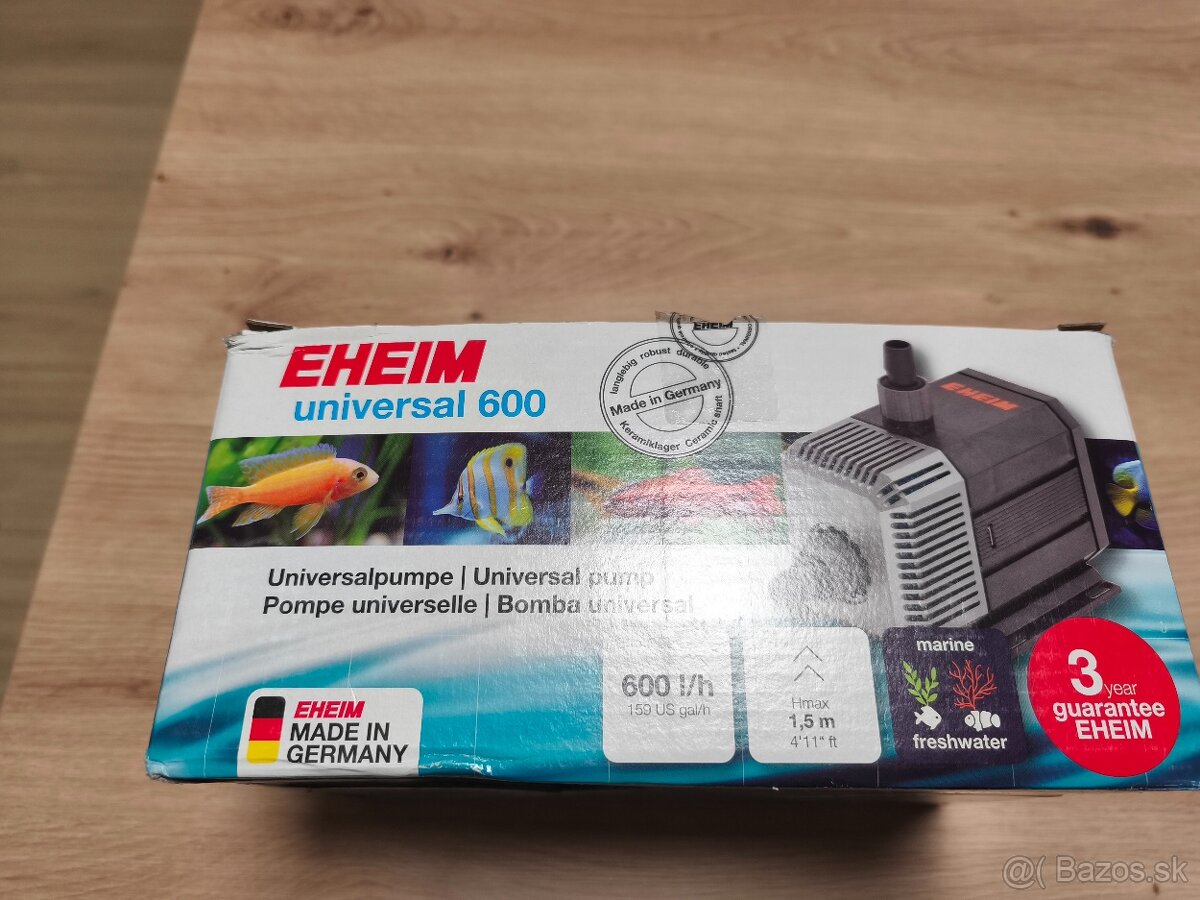 EHEIM
universal 600
EHEIM
langlebig robust durable
Made in Germany
Keramiklager Ceramic shaft
EHEIM
Universalpumpe | Universal pump
Pompe universelle | Bomba universal
EHEIM
MADE IN
GERMANY
600 l/h
159 US gal/h
Hmax
1,5 m
4'11" ft
marine
freshwater
3 year
guarantee
EHEIM
@( Bazos.sk